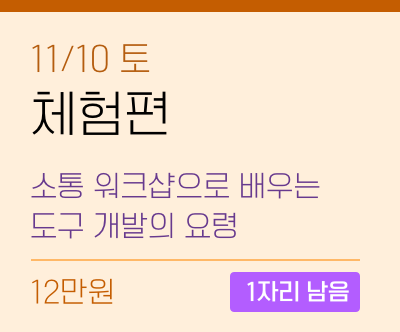 11/10 토
체험편
소통 워크샵으로 배우는
도구 개발의 요령
12만원
1자리 남음